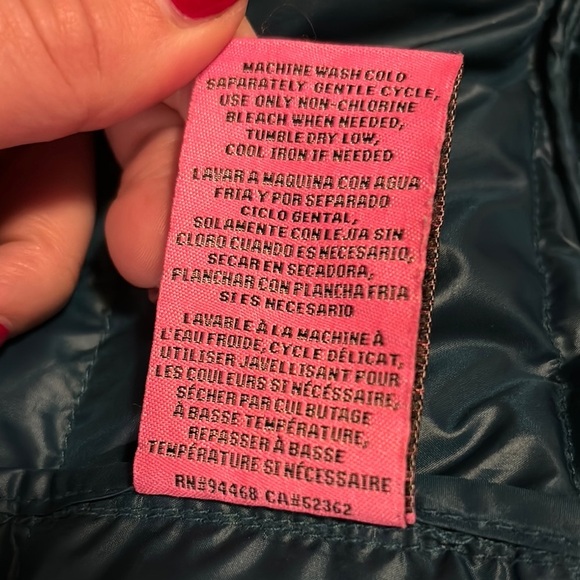 MACHINE WASH COLD
SAPARATELY GENTLE CYCLE,
USE ONLY NON-CHLORINE
BLEACH WHEN NEEDED,
TUMBLE DRY LOW,
COOL IRON IF NEEDED
LAVAR A MAQUINA CON AGUA
FRIA Y POR SEPARADO
CICLO GENTAL,
SOLAMENTE CON LEJIA SIN
CLORO CUANDO ES NECESARIO,
SECAR EN SECADORA,
PLANCHAR CON PLANCHA FRIA
SI ES NECESARIO
LAVABLE À LA MACHINE À
L'EAU FROIDE, CYCLE DÉLICAT,
UTILISER JAVELLISANT POUR
LES COULEURS SI NÉCESSAIRE,
SÉCHER PAR CULBUTAGE
À BASSE TEMPÉRATURE,
REPASSER À BASSE
TEMPÉRATURE SI NÉCESSAIRE
RN#94468 CA#52362